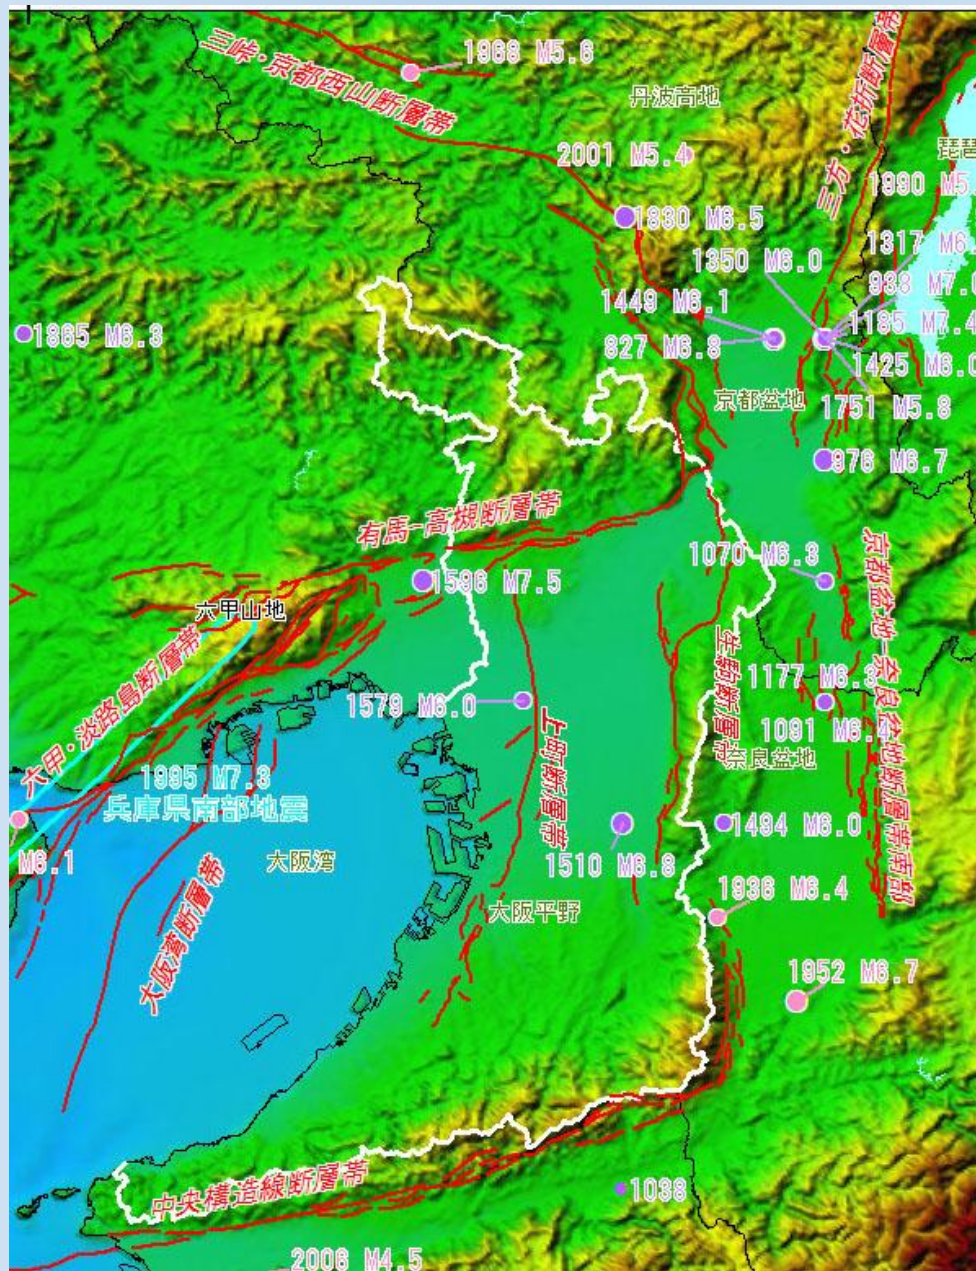 三峠・京都西山断層帯
1968 M5.6
丹波高地
三方・花折断層帯
2001 M5.4
琵琶
1990 M5.
1830 M6.5
1350 M6.0
1317 M6.
1449 M6.1
938 M7.0
1865 M6.3
1185 M7.4
827 M6.8
1425 M6.0
京都盆地
1751 M5.8
976 M6.7
有馬-高槻断層帯
1070 M6.3
京都盆地-奈良盆地断層帯南部
1596 M7.5
六甲山地
六甲・淡路島断層帯
生駒断層帯
1177 M6.3
1579 M6.0
上町断層帯
1091 M6.4
奈良盆地
1995 M7.3
兵庫県南部地震
1494 M6.0
M6.1
大阪湾
1510 M6.8
大阪湾断層帯
1936 M6.4
大阪平野
1952 M6.7
中央構造線断層帯
1038
2006 M4.5